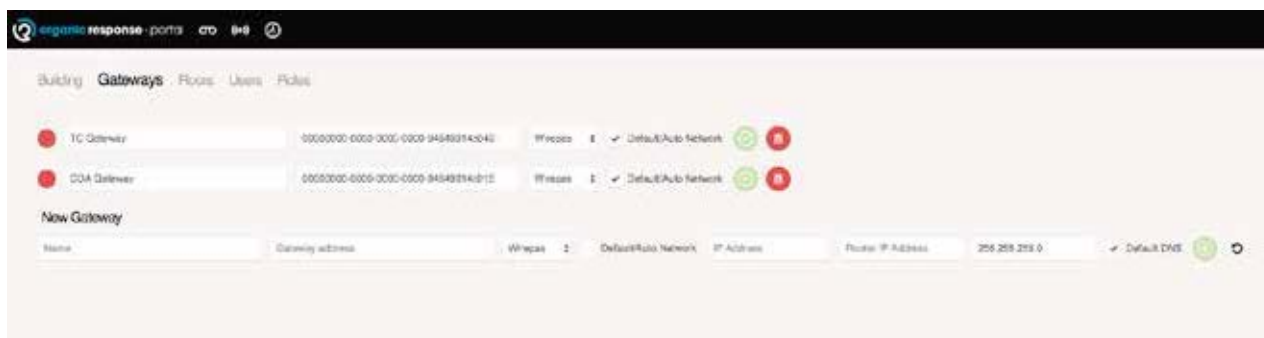 organic response portal
Building Gateways Floors Users Roles
TC Gateway Wirepas Default/Auto Network
DDA Gateway Wirepas Default/Auto Network
New Gateway
Name Gateway address Wirepas Default/Auto Network IP Address Router IP Address 255.255.255.0 Default DNS